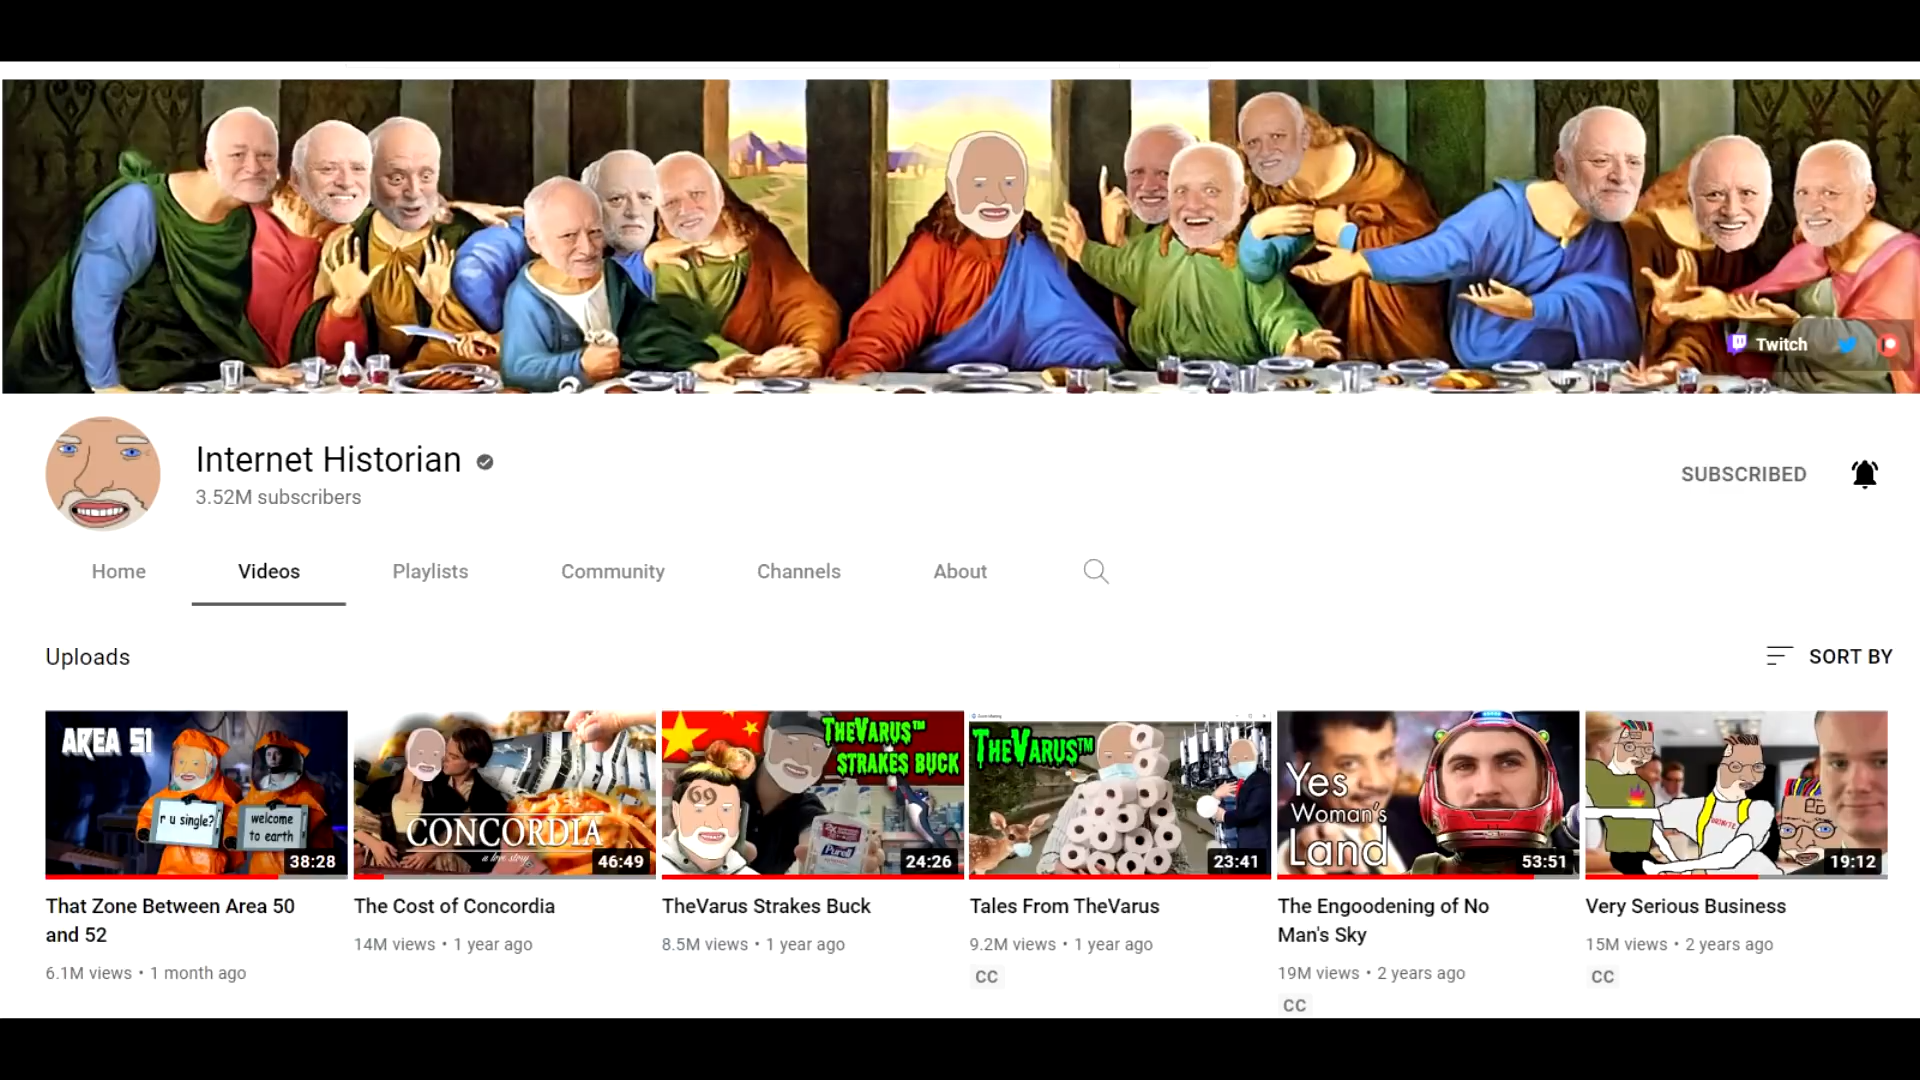 Twitch
Internet Historian
3.52M subscribers
SUBSCRIBED
Home
Videos
Playlists
Community
Channels
About
Uploads
SORT BY
AREA 51
r u single?
welcome
to earth
38:28
CONCORDIA
a love story
46:49
THEVARUS™
STRAKES BUCK
Purell
24:26
THEVARUS™
23:41
Yes
Woman's
Land
53:51
19:12
That Zone Between Area 50
and 52
6.1M views • 1 month ago
The Cost of Concordia
14M views • 1 year ago
TheVarus Strakes Buck
8.5M views • 1 year ago
Tales From TheVarus
9.2M views • 1 year ago
CC
The Engoodening of No
Man's Sky
19M views • 2 years ago
CC
Very Serious Business
15M views • 2 years ago
CC